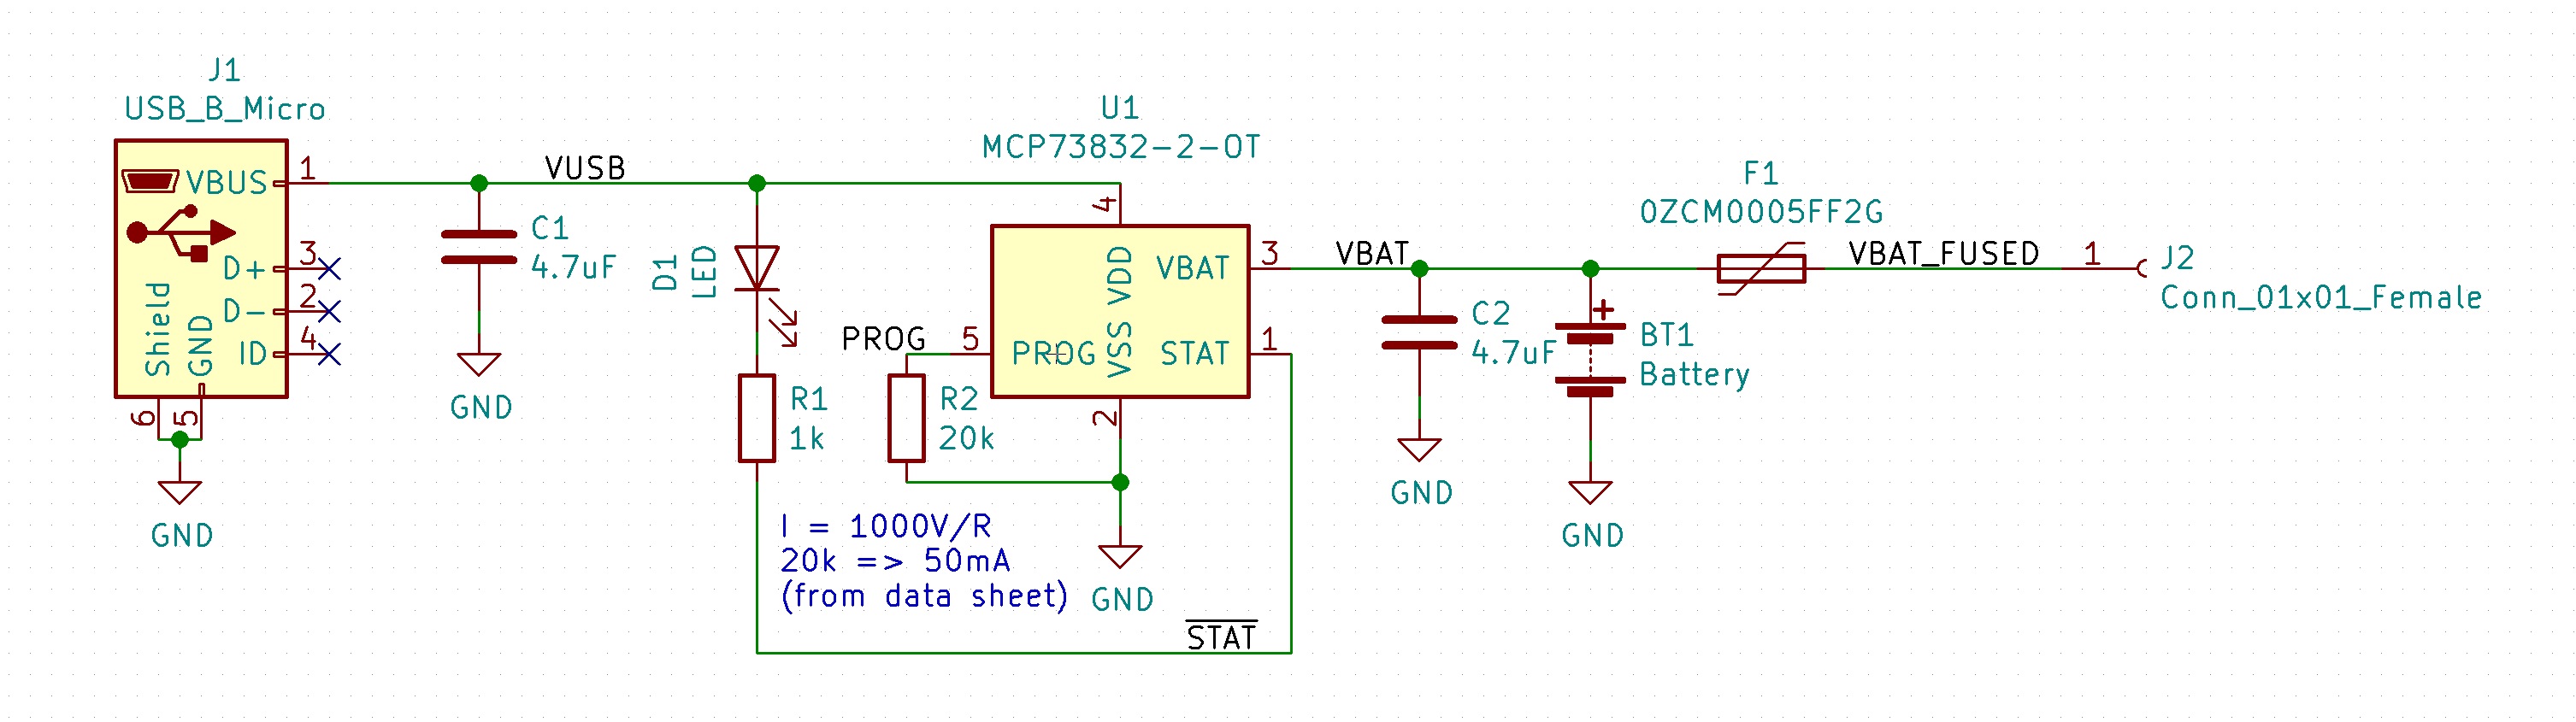 J1
USB_B_Micro
VBUS
1
D+
3
D-
2
ID
4
Shield
GND
6
5
GND
VUSB
C1
4.7uF
GND
D1
LED
R1
1k
PROG
5
R2
20k
U1
MCP73832-2-OT
4
VDD
VBAT
3
PROG
VSS
STAT
1
2
GND
I = 1000V/R
20k => 50mA
(from data sheet)
STAT
VBAT
C2
4.7uF
GND
+
BT1
Battery
GND
F1
0ZCM0005FF2G
VBAT_FUSED
1
J2
Conn_01x01_Female